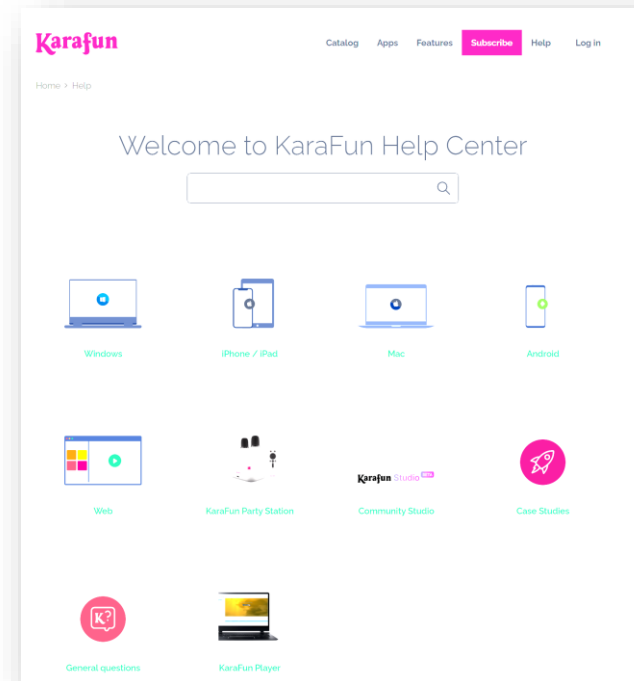 Karafun
Catalog Apps Features Subscribe Help Log in
Home > Help
Welcome to KaraFun Help Center
Windows
iPhone / iPad
Mac
Android
Karafun Studio
Web
KaraFun Party Station
Community Studio
Case Studies
K?
General questions
KaraFun Player